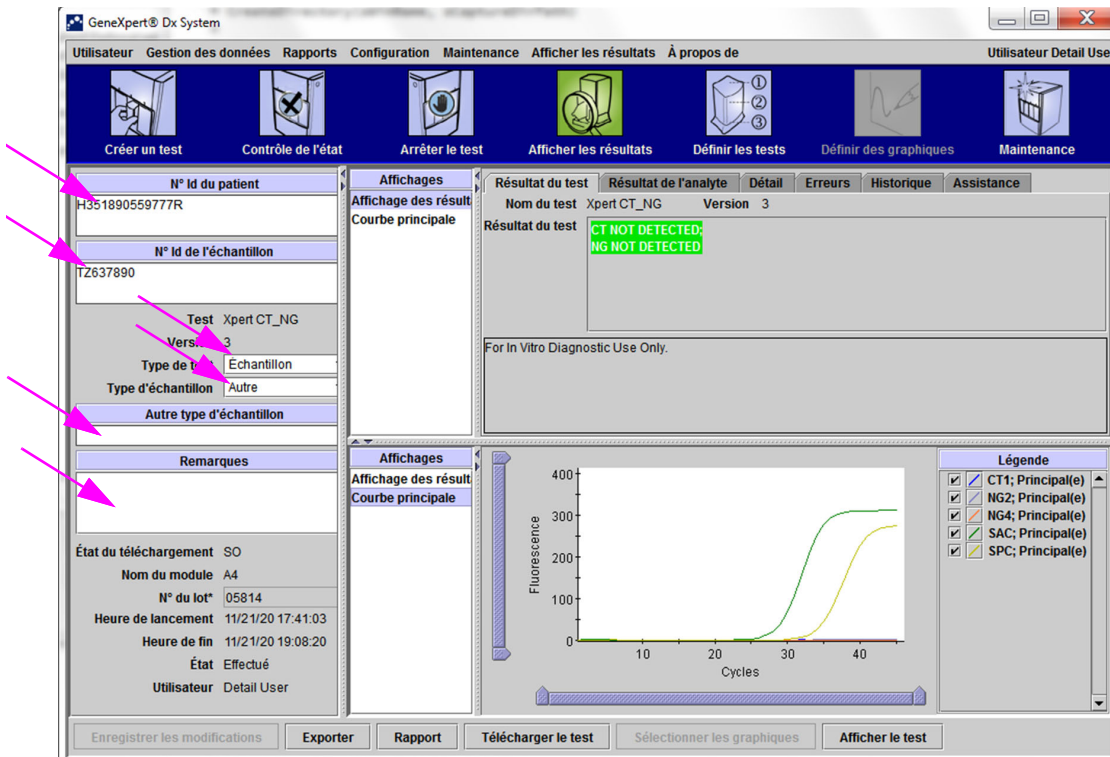 GeneXpert® Dx System
Utilisateur Gestion des données Rapports Configuration Maintenance Afficher les résultats À propos de Utilisateur Detail Use
Créer un test Contrôle de l'état Arrêter le test Afficher les résultats Définir les tests Définir des graphiques Maintenance
N° Id du patient
H351890559777R
N° Id de l'échantillon
TZ637890
Test Xpert CT_NG
Version 3
Type de Échantillon
Type d'échantillon Autre
Autre type d'échantillon
Remarques
État du téléchargement SO
Nom du module A4
N° du lot* 05814
Heure de lancement 11/21/20 17:41:03
Heure de fin 11/21/20 19:08:20
État Effectué
Utilisateur Detail User
Affichages
Affichage des résult
Courbe principale
Résultat du test Résultat de l'analyte Détail Erreurs Historique Assistance
Nom du test Xpert CT_NG Version 3
Résultat du test CT NOT DETECTED;
NG NOT DETECTED
For In Vitro Diagnostic Use Only.
Affichages
Affichage des résult
Courbe principale
Fluorescence
400
300
200
100
0
10 20 30 40
Cycles
Légende
CT1; Principal(e)
NG2; Principal(e)
NG4; Principal(e)
SAC; Principal(e)
SPC; Principal(e)
Enregistrer les modifications Exporter Rapport Télécharger le test Sélectionner les graphiques Afficher le test